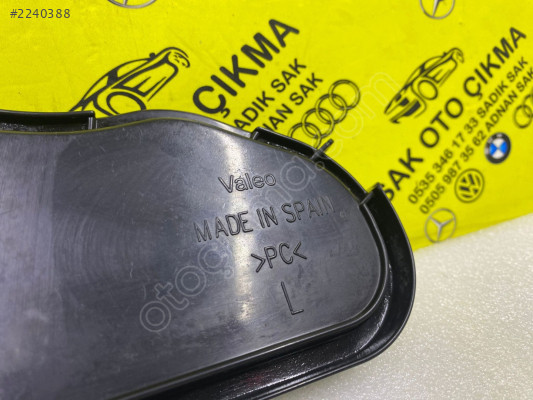 #2240388
ÇIKMA
SADIK SAK
ADNAN SAK
SAK OTO ÇIKMA
0535 346 17 33 SADIK SAK
0505 987 35 62 ADNAN SAK
Valeo
MADE IN SPAIN
>PC<
L